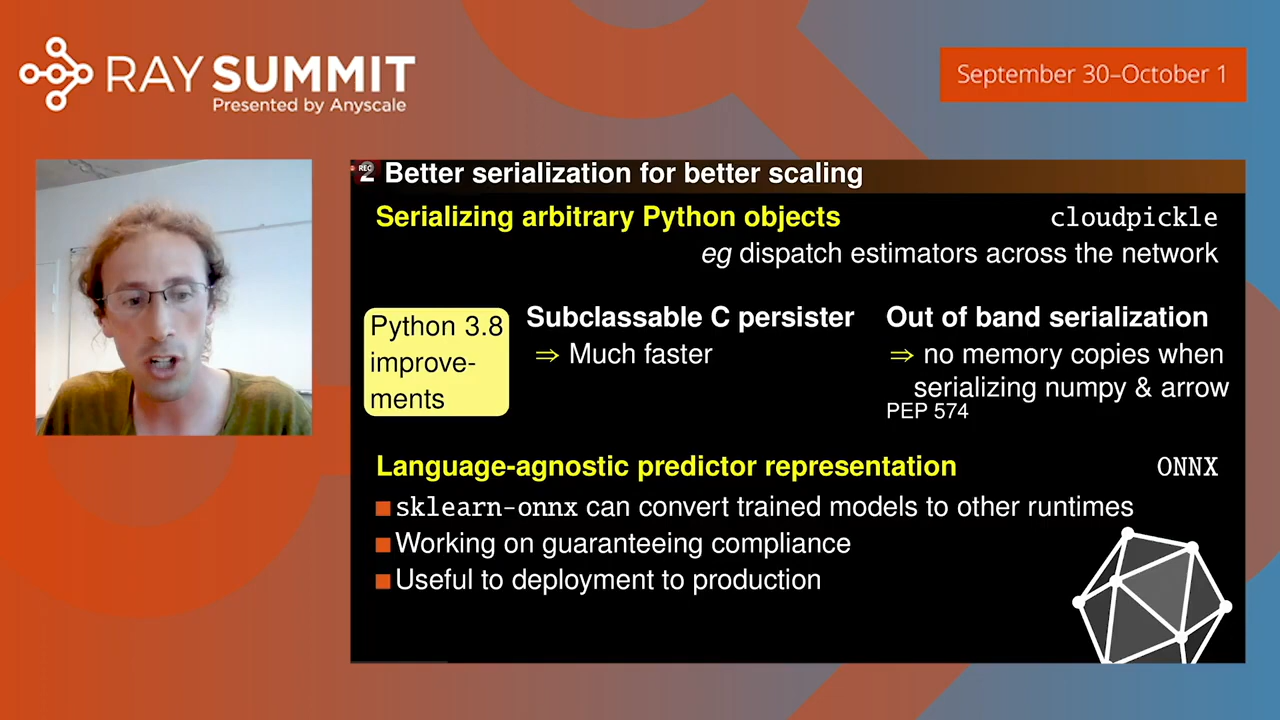 RAY SUMMIT
Presented by Anyscale
September 30–October 1
REC
2 Better serialization for better scaling
Serializing arbitrary Python objects cloudpickle
eg dispatch estimators across the network
Python 3.8
improve-
ments
Subclassable C persister
⇒ Much faster
Out of band serialization
⇒ no memory copies when
serializing numpy & arrow
PEP 574
Language-agnostic predictor representation ONNX
sklearn-onnx can convert trained models to other runtimes
Working on guaranteeing compliance
Useful to deployment to production